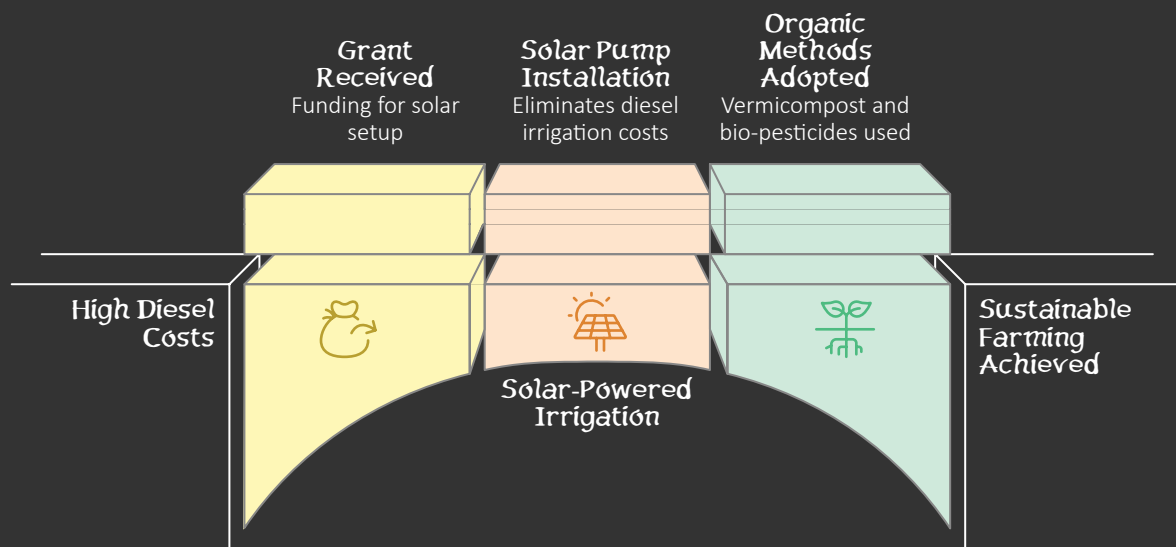 Grant
Received
Funding for solar
setup
Solar Pump
Installation
Eliminates diesel
irrigation costs
Organic
Methods
Adopted
Vermicompost and
bio-pesticides used
High Diesel
Costs
Solar-Powered
Irrigation
Sustainable
Farming
Achieved